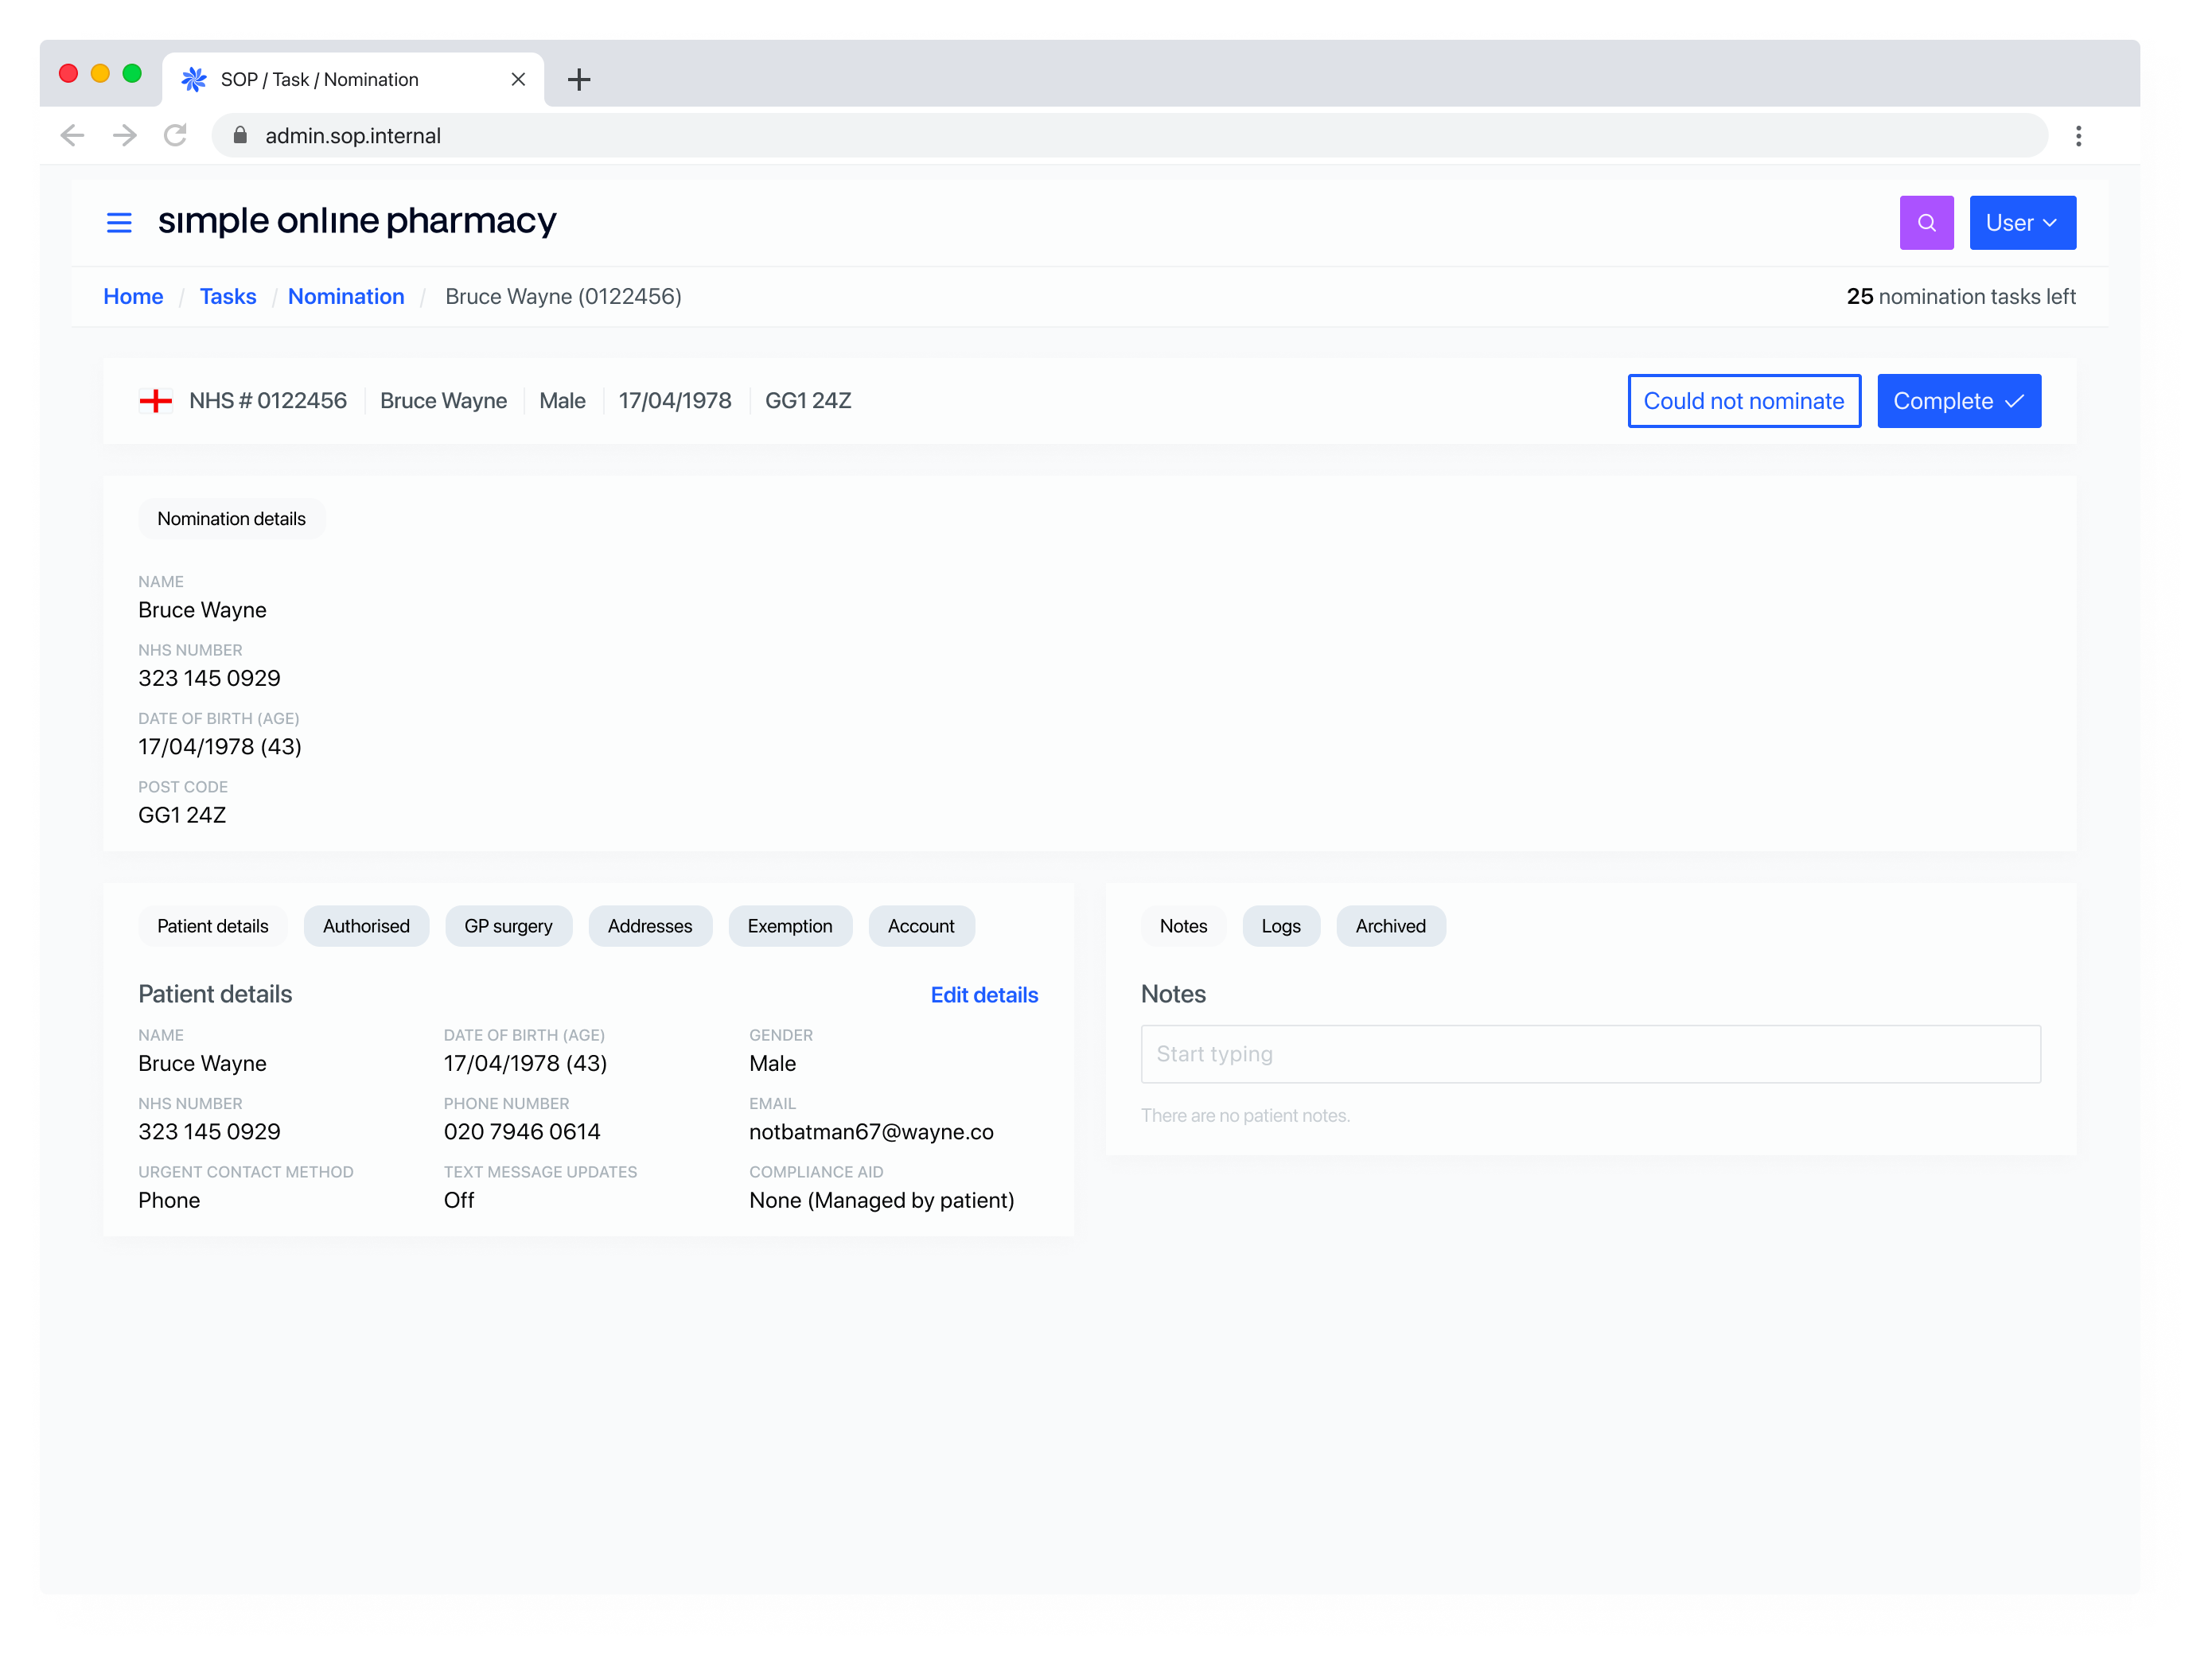 SOP / Task / Nomination
admin.sop.internal
simple online pharmacy
User
Home / Tasks / Nomination / Bruce Wayne (0122456)
25 nomination tasks left
NHS # 0122456 Bruce Wayne Male 17/04/1978 GG1 24Z
Could not nominate Complete
Nomination details
NAME
Bruce Wayne
NHS NUMBER
323 145 0929
DATE OF BIRTH (AGE)
17/04/1978 (43)
POST CODE
GG1 24Z
Patient details Authorised GP surgery Addresses Exemption Account
Patient details Edit details
NAME DATE OF BIRTH (AGE) GENDER
Bruce Wayne 17/04/1978 (43) Male
NHS NUMBER PHONE NUMBER EMAIL
323 145 0929 020 7946 0614 notbatman67@wayne.co
URGENT CONTACT METHOD TEXT MESSAGE UPDATES COMPLIANCE AID
Phone Off None (Managed by patient)
Notes Logs Archived
Notes
Start typing
There are no patient notes.